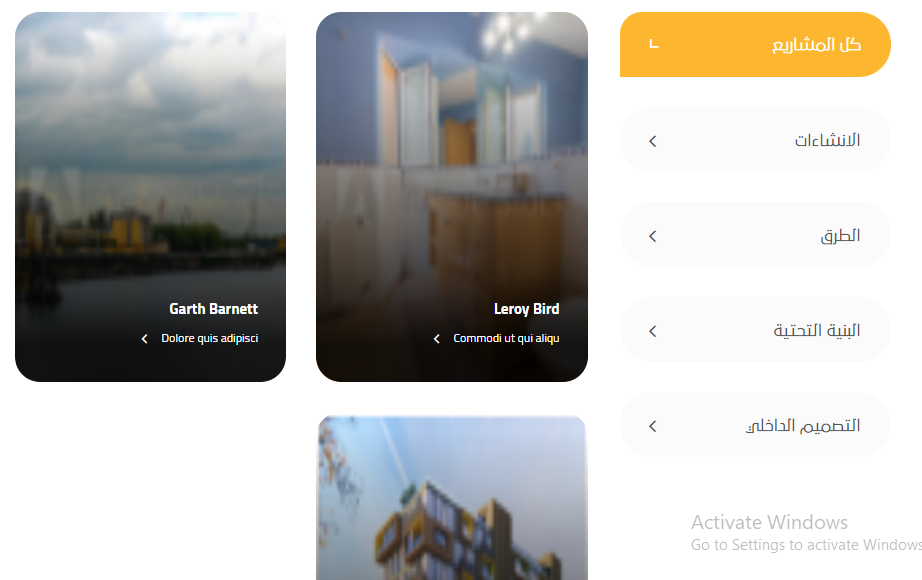 كل المشاريع
الانشاءات
الطرق
البنية التحتية
التصميم الداخلي
Leroy Bird
Commodi ut qui aliqu
Garth Barnett
Dolore quis adipisci
Activate Windows
Go to Settings to activate Windows